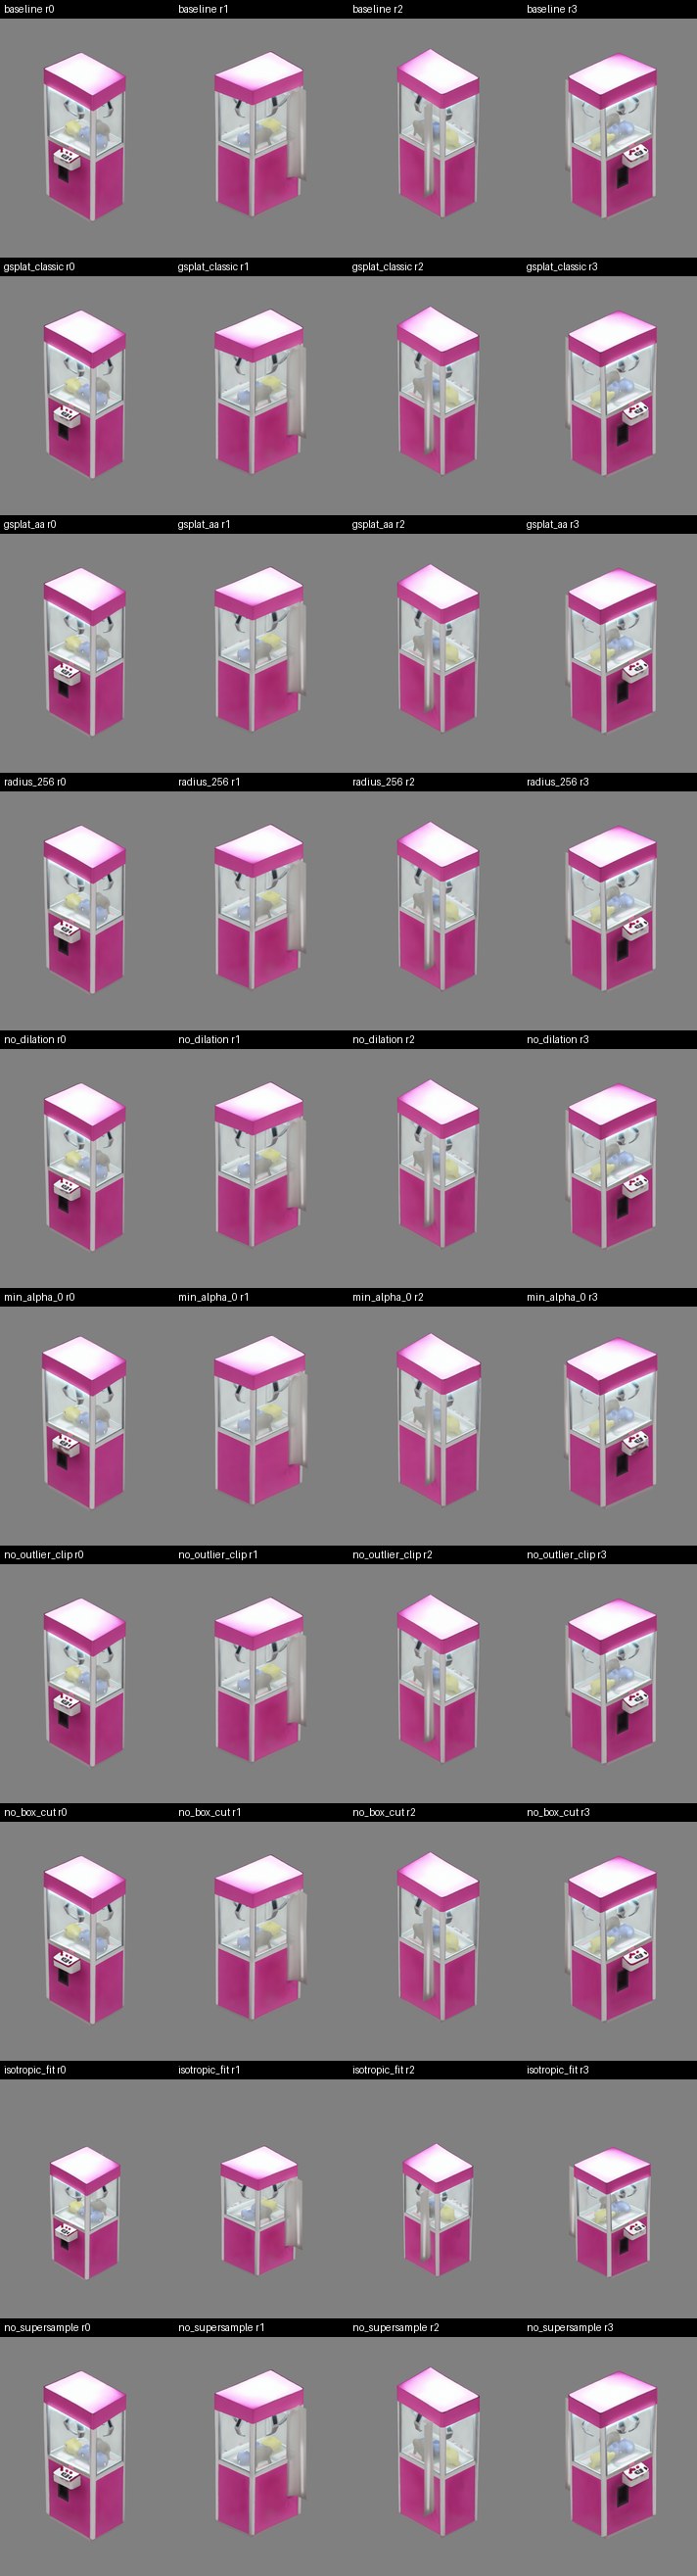 baseline r0 baseline r1 baseline r2 baseline r3
gsplat_classic r0 gsplat_classic r1 gsplat_classic r2 gsplat_classic r3
gsplat_aa r0 gsplat_aa r1 gsplat_aa r2 gsplat_aa r3
radius_256 r0 radius_256 r1 radius_256 r2 radius_256 r3
no_dilation r0 no_dilation r1 no_dilation r2 no_dilation r3
min_alpha_0 r0 min_alpha_0 r1 min_alpha_0 r2 min_alpha_0 r3
no_outlier_clip r0 no_outlier_clip r1 no_outlier_clip r2 no_outlier_clip r3
no_box_cut r0 no_box_cut r1 no_box_cut r2 no_box_cut r3
isotropic_fit r0 isotropic_fit r1 isotropic_fit r2 isotropic_fit r3
no_supersample r0 no_supersample r1 no_supersample r2 no_supersample r3